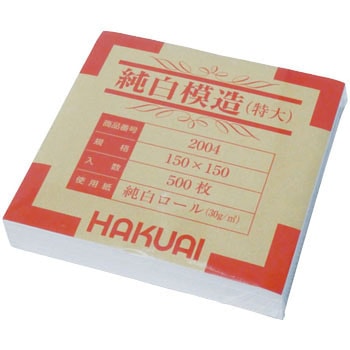 純白模造(特大)
商品番号 2004
規格 150×150
入数 500枚
使用紙 純白ロール(30g/㎡)
HAKUAI